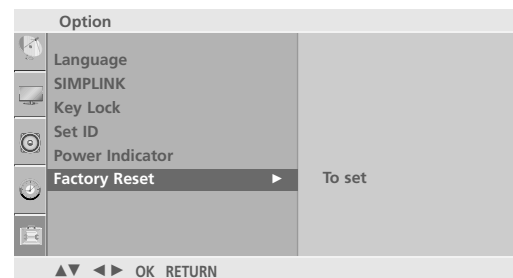 Option
Language
SIMPLINK
Key Lock
Set ID
Power Indicator
Factory Reset ► To set
▲▼ ◄► OK RETURN